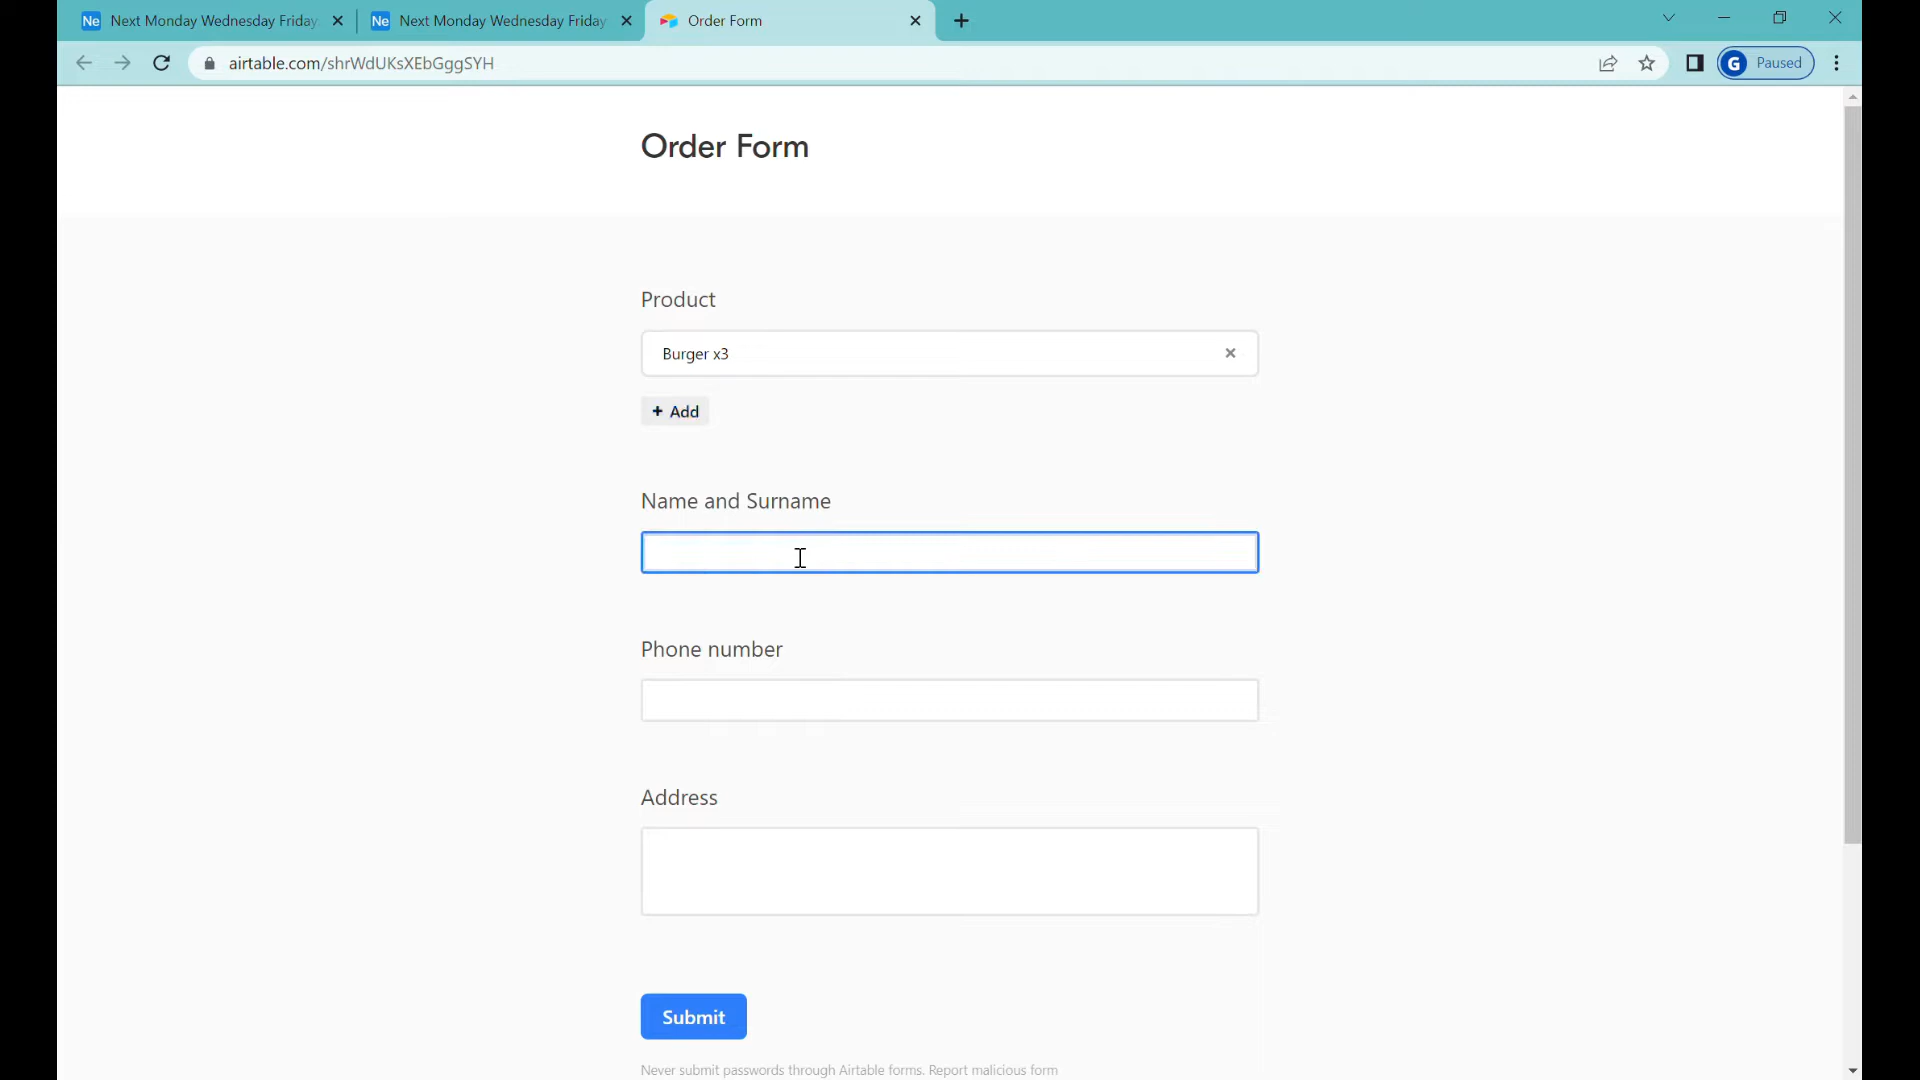 Ne Next Monday Wednesday Friday
Ne Next Monday Wednesday Friday
Order Form
airtable.com/shrWdUKsXEbGggSYH
G Paused
Order Form
Product
Burger x3
+ Add
Name and Surname
Phone number
Address
Submit
Never submit passwords through Airtable forms. Report malicious form